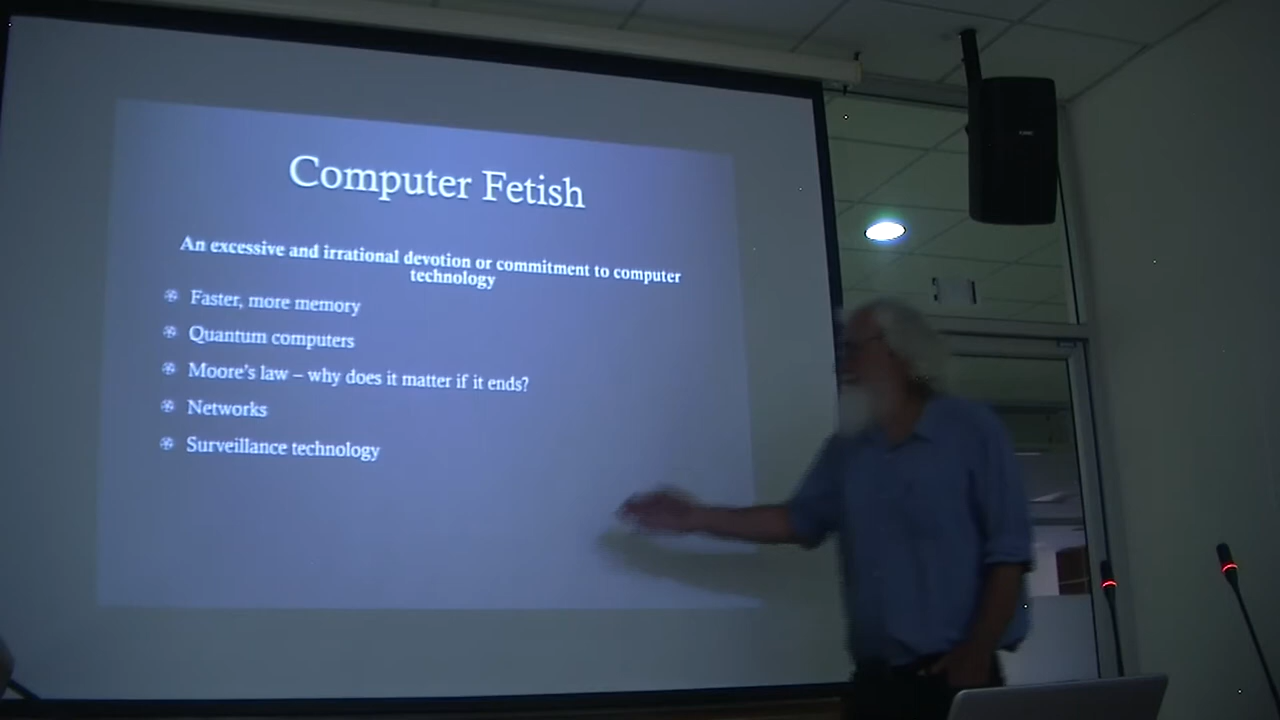 Computer Fetish
An excessive and irrational devotion or commitment to computer
technology
Faster, more memory
Quantum computers
Moore's law – why does it matter if it ends?
Networks
Surveillance technology